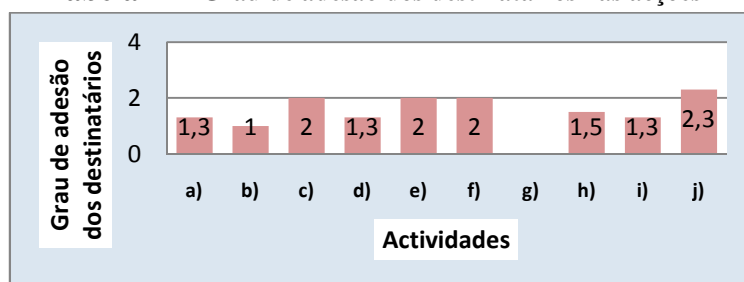 4
2
0
Grau de adesão
dos destinatários
1,3
1
2
1,3
2
2
1,5
1,3
2,3
a)
b)
c)
d)
e)
f)
g)
h)
i)
j)
Actividades